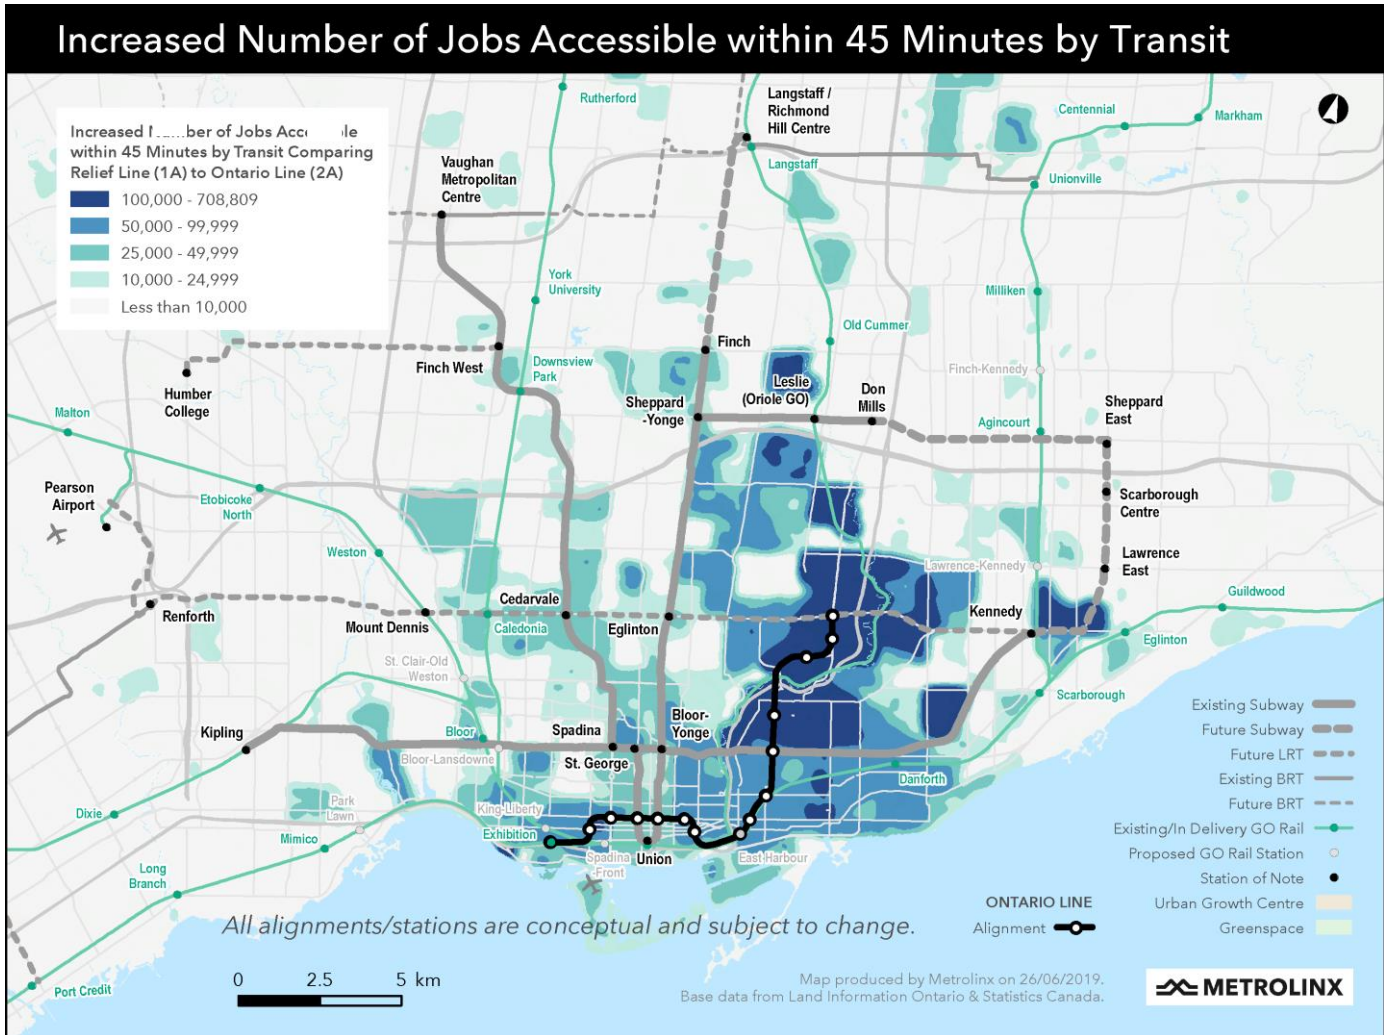 Increased Number of Jobs Accessible within 45 Minutes by Transit
Increased Number of Jobs
within 45 Minutes by Transit Comparing
Relief Line (1A) to Ontario Line (2A)
100,000 - 708,809
50,000 - 99,999
25,000 - 49,999
10,000 - 24,999
Less than 10,000
Rutherford
Langstaff /
Richmond
Hill Centre
Centennial
Markham
Langstaff
Unionville
Vaughan
Metropolitan
Centre
York
University
Milliken
Old Cummer
Finch
Finch West
Downsview
Park
Humber
College
Leslie
(Oriole GO)
Don
Mills
Finch-Kennedy
Sheppard
-Yonge
Agincourt
Sheppard
East
Malton
Pearson
Airport
Etobicoke
North
Scarborough
Centre
Weston
Lawrence-Kennedy
Lawrence
East
Renforth
Mount Dennis
Cedarvale
Caledonia
Eglinton
Kennedy
Guildwood
Eglinton
St. Clair-Old
Weston
Scarborough
Kipling
Bloor
Bloor-Lansdowne
Spadina
St. George
Bloor-
Yonge
Danforth
Dixie
Park
Lawn
Mimico
King-Liberty
Exhibition
Spadina
-Front
Union
East Harbour
Long
Branch
Port Credit
Existing Subway
Future Subway
Future LRT
Existing BRT
Future BRT
Existing/In Delivery GO Rail
Proposed GO Rail Station
Station of Note
Urban Growth Centre
Greenspace
ONTARIO LINE
Alignment
All alignments/stations are conceptual and subject to change.
0 2.5 5 km
Map produced by Metrolinx on 26/06/2019.
Base data from Land Information Ontario & Statistics Canada.
METROLINX